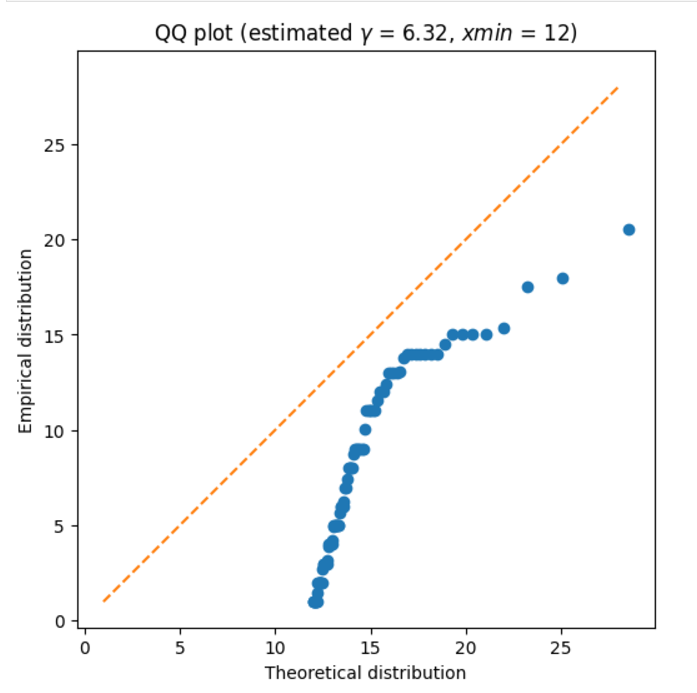 QQ plot (estimated γ = 6.32, xmin = 12)
25
20
15
10
5
0
Empirical distribution
0 5 10 15 20 25
Theoretical distribution